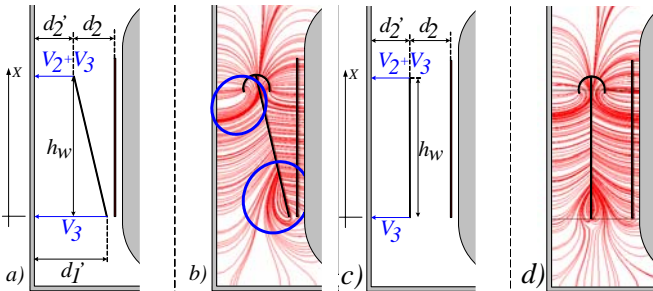 d2' d2
V2+V3
x
hw
V3
d1'
a)
b)
d2' d2
V2+V3
x
hw
V3
c)
d)